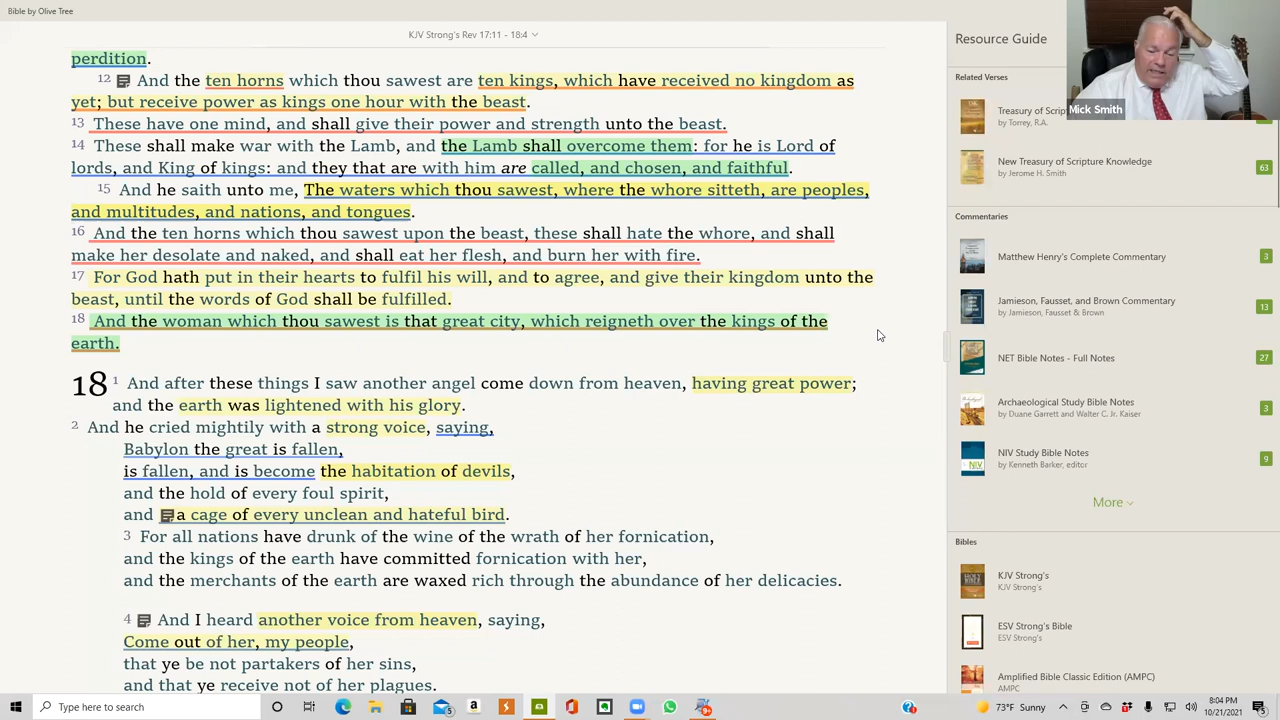 Bible by Olive Tree
KJV Strong's Rev 17:11 - 18:4
perdition.
12 And the ten horns which thou sawest are ten kings, which have received no kingdom as
yet; but receive power as kings one hour with the beast.
13 These have one mind, and shall give their power and strength unto the beast.
14 These shall make war with the Lamb, and the Lamb shall overcome them: for he is Lord of
lords, and King of kings: and they that are with him are called, and chosen, and faithful.
15 And he saith unto me, The waters which thou sawest, where the whore sitteth, are peoples,
and multitudes, and nations, and tongues.
16 And the ten horns which thou sawest upon the beast, these shall hate the whore, and shall
make her desolate and naked, and shall eat her flesh, and burn her with fire.
17 For God hath put in their hearts to fulfil his will, and to agree, and give their kingdom unto the
beast, until the words of God shall be fulfilled.
18 And the woman which thou sawest is that great city, which reigneth over the kings of the
earth.
18 1 And after these things I saw another angel come down from heaven, having great power;
and the earth was lightened with his glory.
2 And he cried mightily with a strong voice, saying,
Babylon the great is fallen,
is fallen, and is become the habitation of devils,
and the hold of every foul spirit,
and a cage of every unclean and hateful bird.
3 For all nations have drunk of the wine of the wrath of her fornication,
and the kings of the earth have committed fornication with her,
and the merchants of the earth are waxed rich through the abundance of her delicacies.
4 And I heard another voice from heaven, saying,
Come out of her, my people,
that ye be not partakers of her sins,
and that ye receive not of her plagues.
Resource Guide
Related Verses
Treasury of Scrip
by Torrey, R.A.
New Treasury of Scripture Knowledge
by Jerome H. Smith
63
Commentaries
Matthew Henry's Complete Commentary
3
Jamieson, Fausset, and Brown Commentary
by Jamieson, Fausset & Brown
13
NET Bible Notes - Full Notes
27
Archaeological Study Bible Notes
by Duane Garrett and Walter C. Jr. Kaiser
3
NIV Study Bible Notes
by Kenneth Barker, editor
9
More
Bibles
KJV Strong's
KJV Strong's
ESV Strong's Bible
ESV Strong's
Amplified Bible Classic Edition (AMPC)
AMPC
Mick Smith
Type here to search
73°F Sunny
8:04 PM
10/21/2021